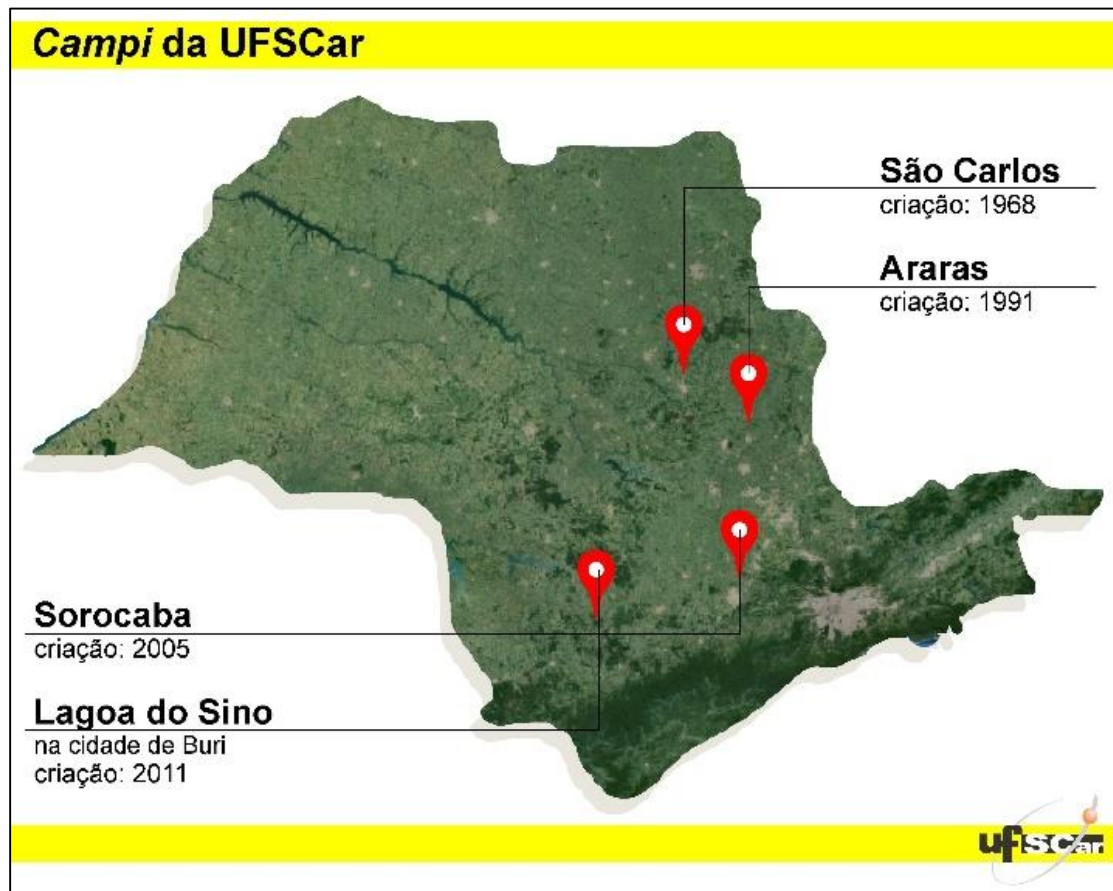 Campi da UFSCar
São Carlos
criação: 1968
Araras
criação: 1991
Sorocaba
criação: 2005
Lagoa do Sino
na cidade de Buri
criação: 2011
ufscar